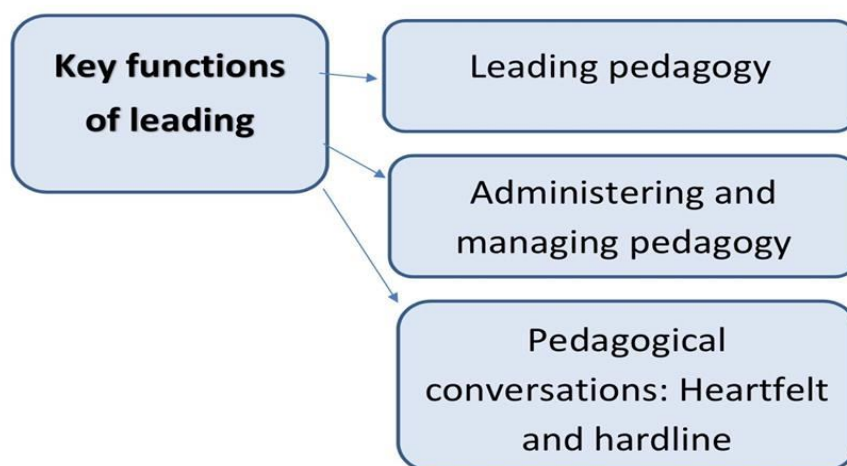 Key functions
of leading
Leading pedagogy
Administering and
managing pedagogy
Pedagogical
conversations: Heartfelt
and hardline